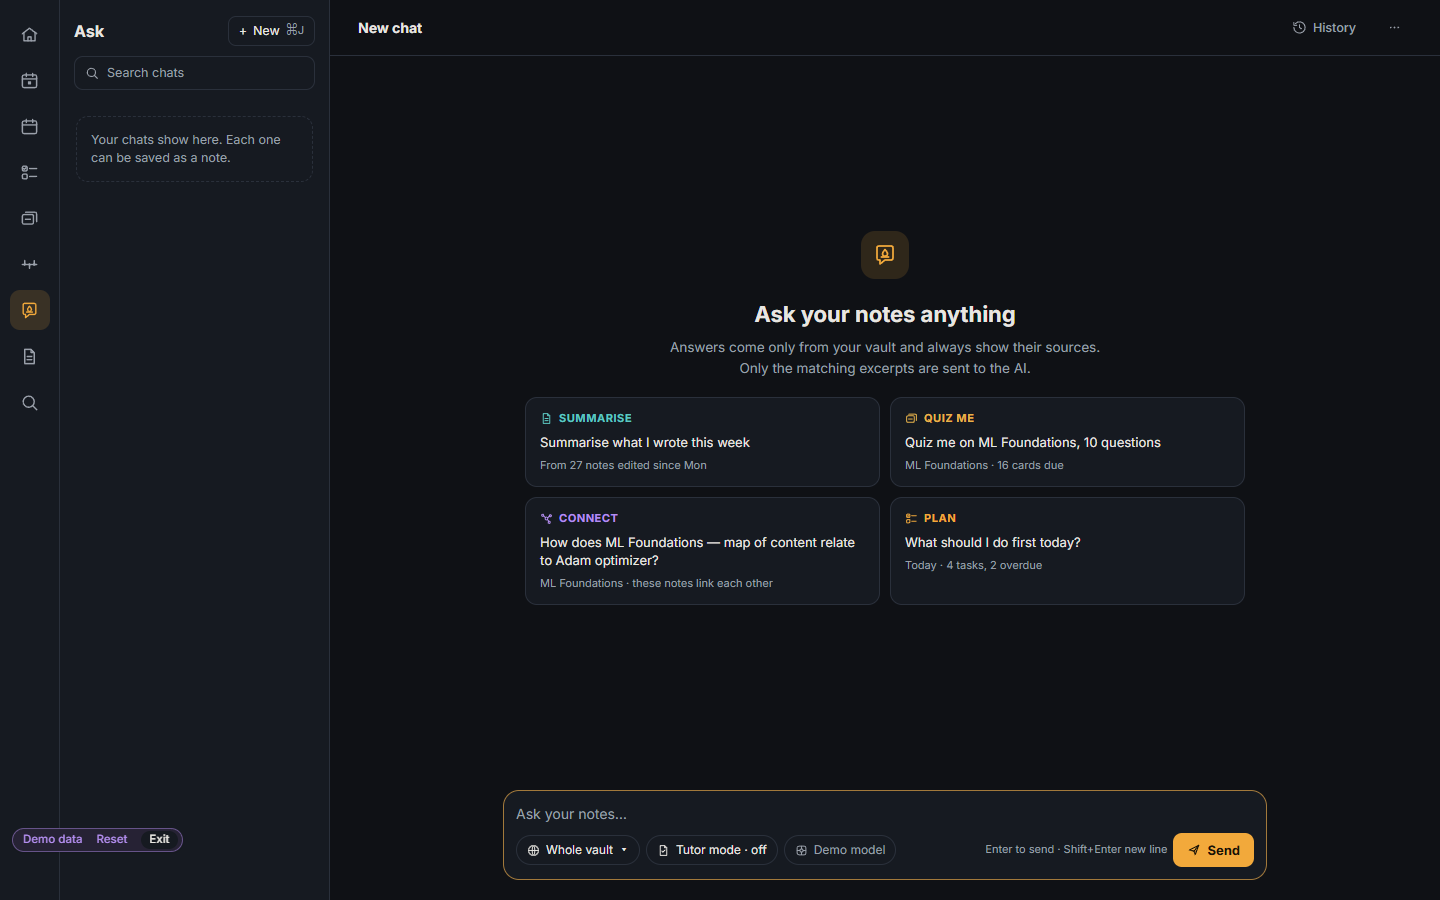 Ask
+ New ⌘J
Search chats
Your chats show here. Each one
can be saved as a note.
Demo data Reset Exit
New chat
History
Ask your notes anything
Answers come only from your vault and always show their sources.
Only the matching excerpts are sent to the AI.
SUMMARISE
Summarise what I wrote this week
From 27 notes edited since Mon
QUIZ ME
Quiz me on ML Foundations, 10 questions
ML Foundations · 16 cards due
CONNECT
How does ML Foundations — map of content relate
to Adam optimizer?
ML Foundations · these notes link each other
PLAN
What should I do first today?
Today · 4 tasks, 2 overdue
Ask your notes...
Whole vault Tutor mode · off Demo model Enter to send · Shift+Enter new line Send